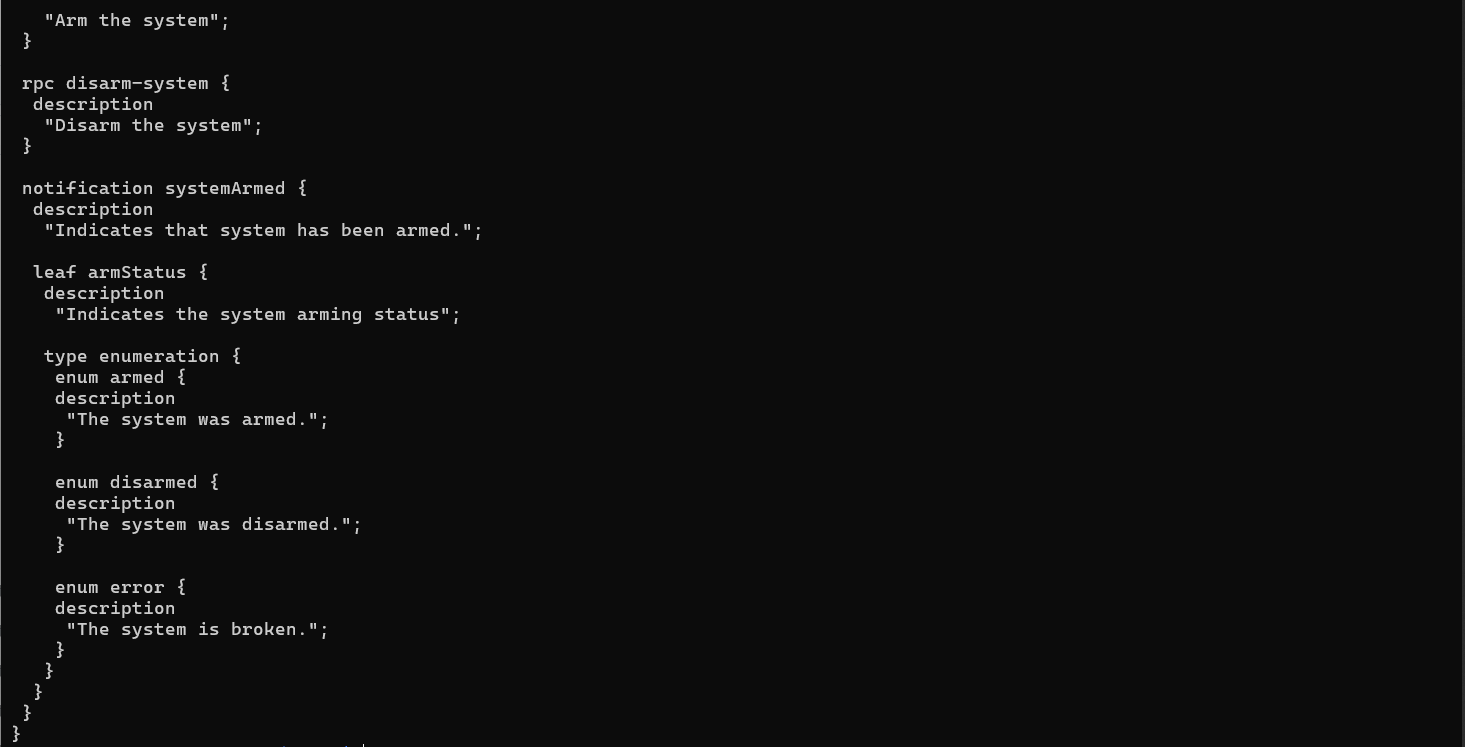 "Arm the system";
}
rpc disarm-system {
description
"Disarm the system";
}
notification systemArmed {
description
"Indicates that system has been armed.";
leaf armStatus {
description
"Indicates the system arming status";
type enumeration {
enum armed {
description
"The system was armed.";
}
enum disarmed {
description
"The system was disarmed.";
}
enum error {
description
"The system is broken.";
}
}
}
}
}